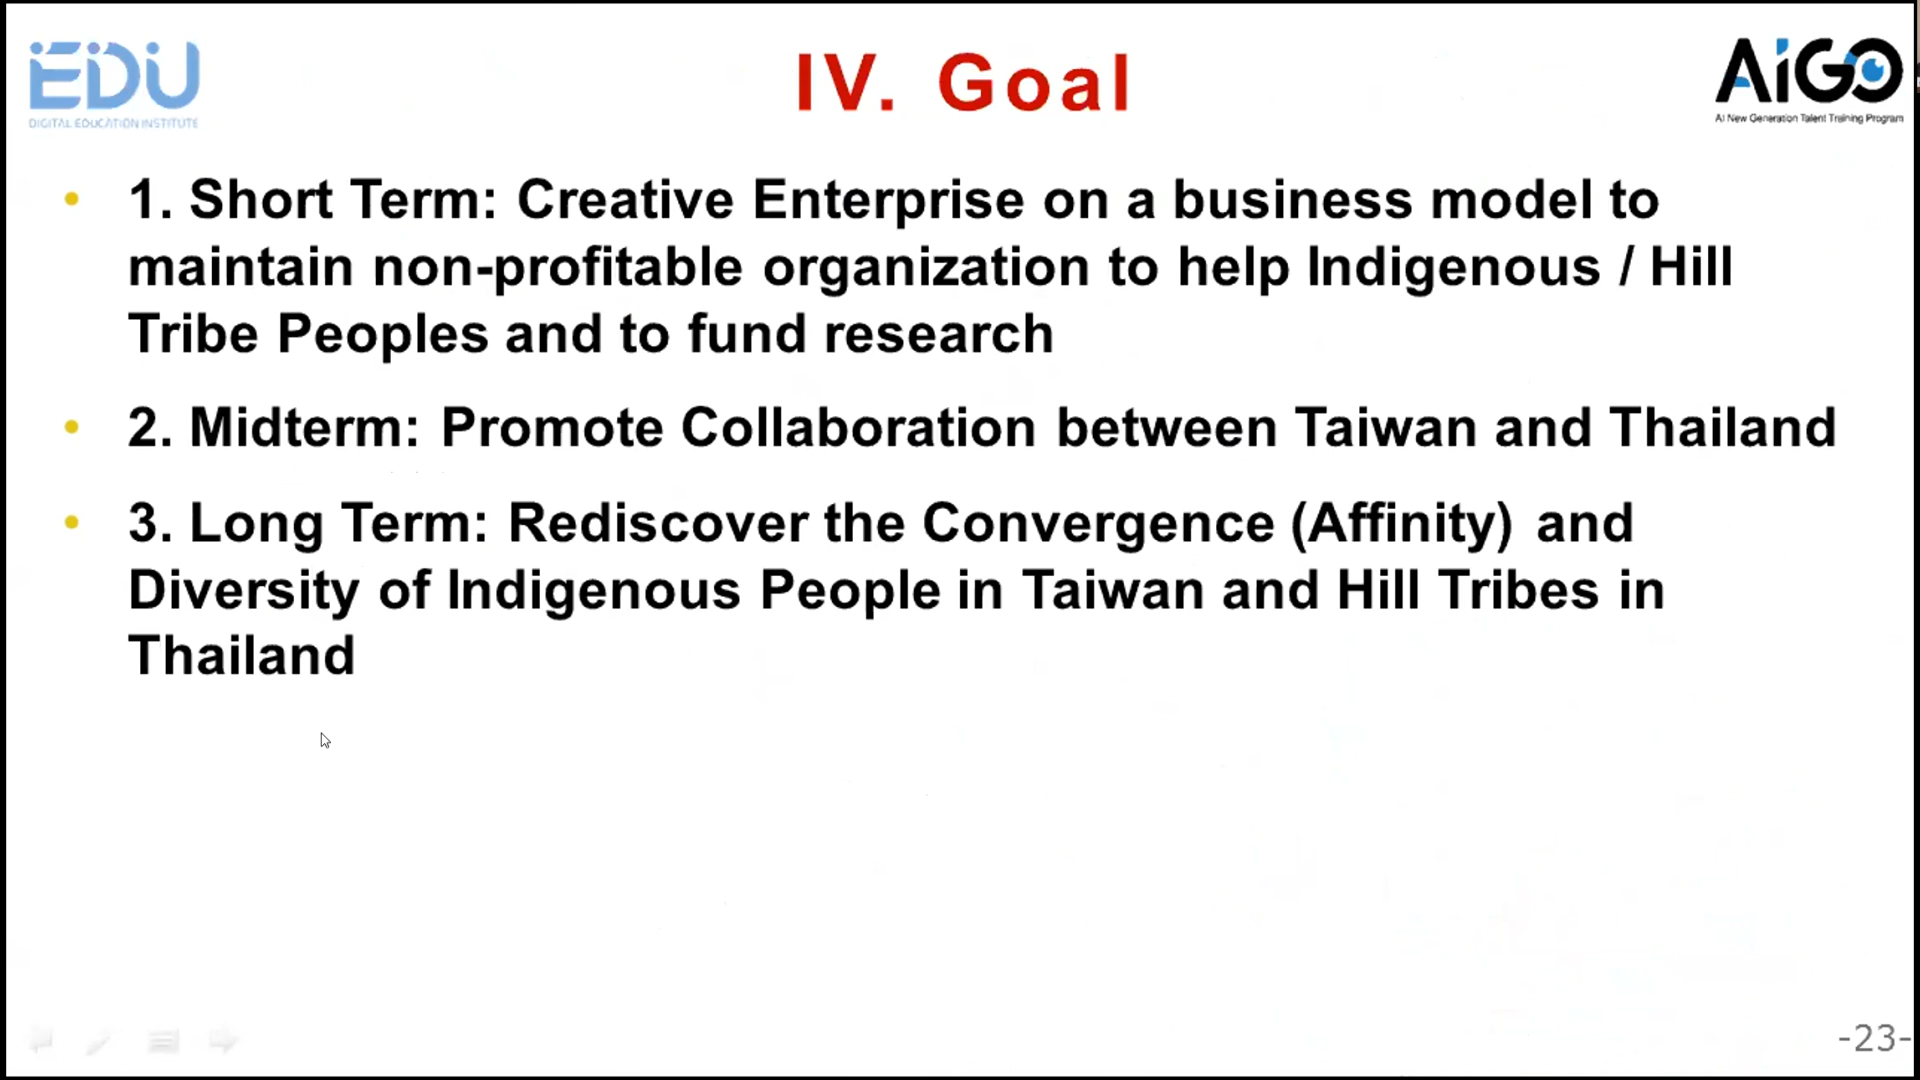 iEDU
DIGITAL EDUCATION INSTITUTE
IV. Goal
AiGO
AI New Generation Talent Training Program
• 1. Short Term: Creative Enterprise on a business model to
maintain non-profitable organization to help Indigenous / Hill
Tribe Peoples and to fund research
• 2. Midterm: Promote Collaboration between Taiwan and Thailand
• 3. Long Term: Rediscover the Convergence (Affinity) and
Diversity of Indigenous People in Taiwan and Hill Tribes in
Thailand
-23-